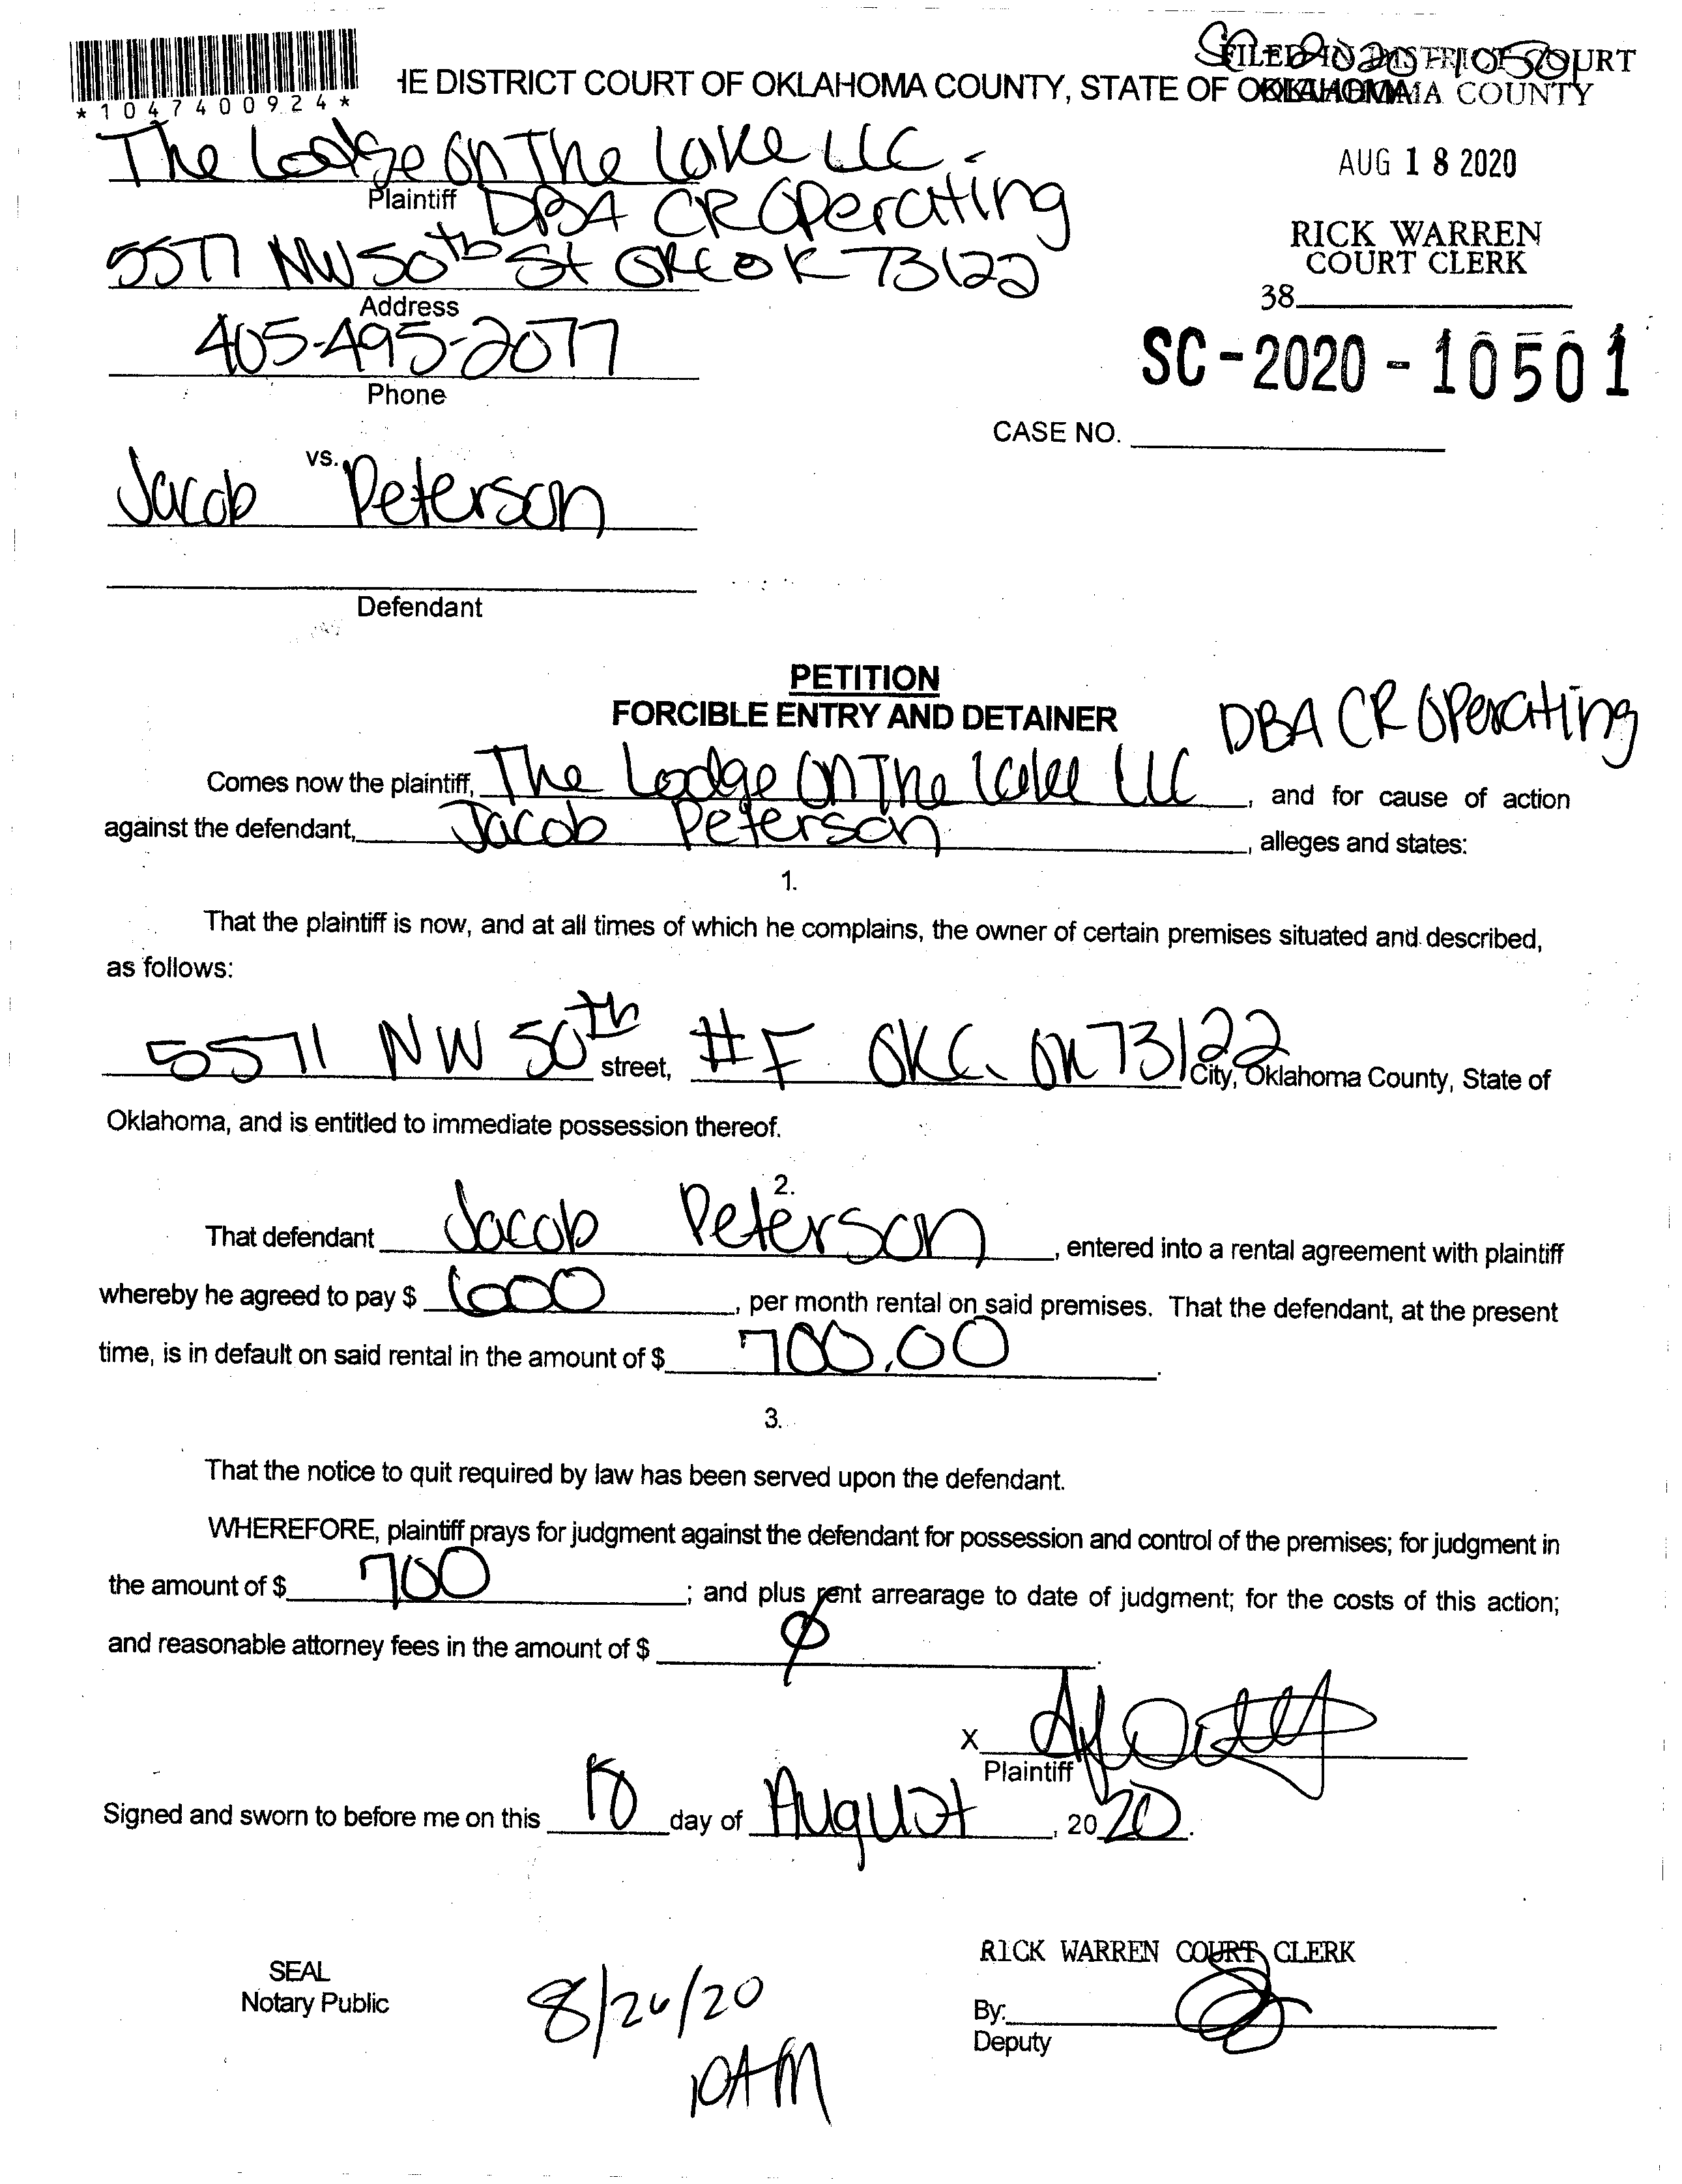 SC-2020-10501
FILED IN DISTRICT COURT
HE DISTRICT COURT OF OKLAHOMA COUNTY, STATE OF OKLAHOMA
OKLAHOMA COUNTY
*1047400924*
The Lodge on The Lake LLC -
AUG 18 2020
Plaintiff DBA CR Operating
RICK WARREN
COURT CLERK
5577 NW 50th St OKC OK 73122
Address
38
405-495-2077
Phone
SC-2020-10501
CASE NO.
vs.
Jacob Peterson
Defendant
PETITION
FORCIBLE ENTRY AND DETAINER
DBA CR Operating
Comes now the plaintiff, The Lodge On The Lake LLC, and for cause of action
against the defendant, Jacob Peterson, alleges and states:
1.
That the plaintiff is now, and at all times of which he complains, the owner of certain premises situated and described,
as follows:
5571 NW 50th street, #F OKC. OK 73122 City, Oklahoma County, State of
Oklahoma, and is entitled to immediate possession thereof.
2.
That defendant Jacob Peterson, entered into a rental agreement with plaintiff
whereby he agreed to pay $ 600, per month rental on said premises. That the defendant, at the present
time, is in default on said rental in the amount of $ 700.00.
3.
That the notice to quit required by law has been served upon the defendant.
WHEREFORE, plaintiff prays for judgment against the defendant for possession and control of the premises; for judgment in
the amount of $ 700; and plus rent arrearage to date of judgment; for the costs of this action;
and reasonable attorney fees in the amount of $ 0.
X
Plaintiff
Signed and sworn to before me on this 18 day of August, 2020.
RICK WARREN COURT CLERK
SEAL
Notary Public
8/26/20
By:
Deputy
10AM